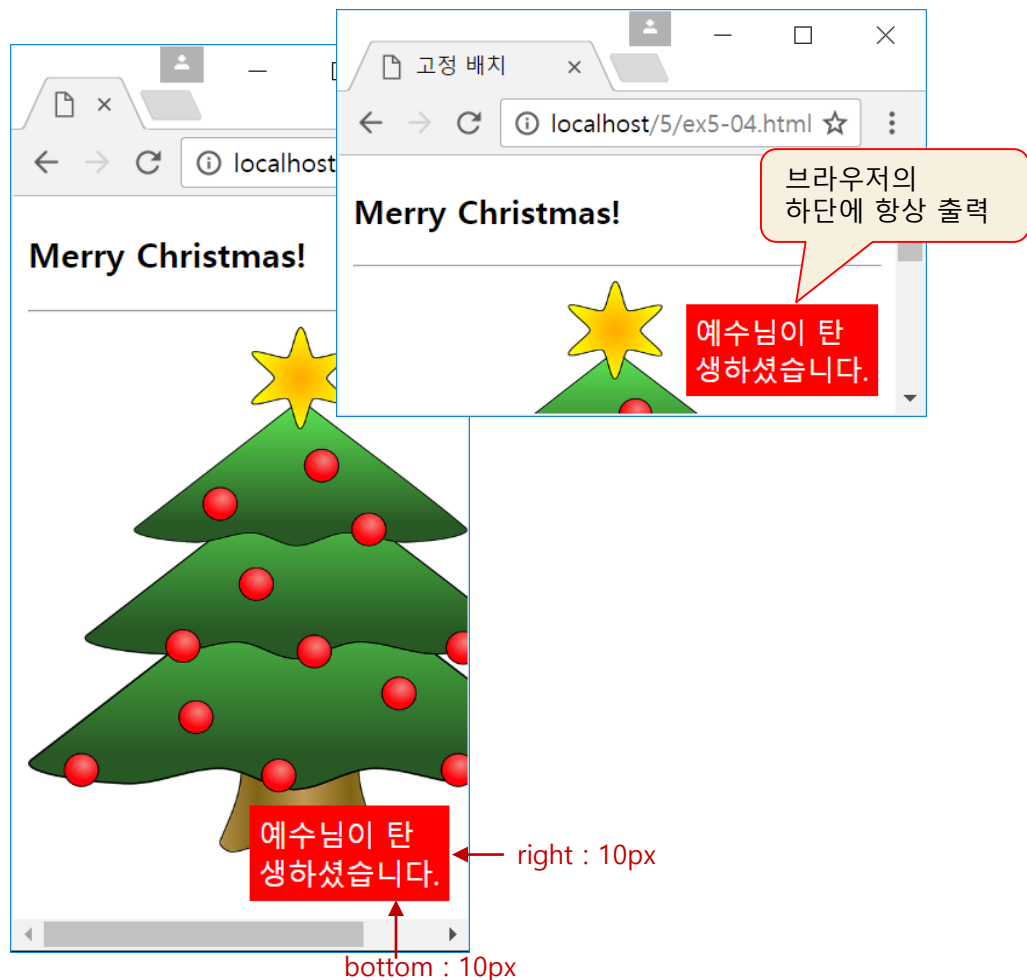 고정 배치
localhost/5/ex5-04.html
Merry Christmas!
브라우저의
하단에 항상 출력
예수님이 탄
생하셨습니다.
localhost
Merry Christmas!
예수님이 탄
생하셨습니다.
right : 10px
bottom : 10px